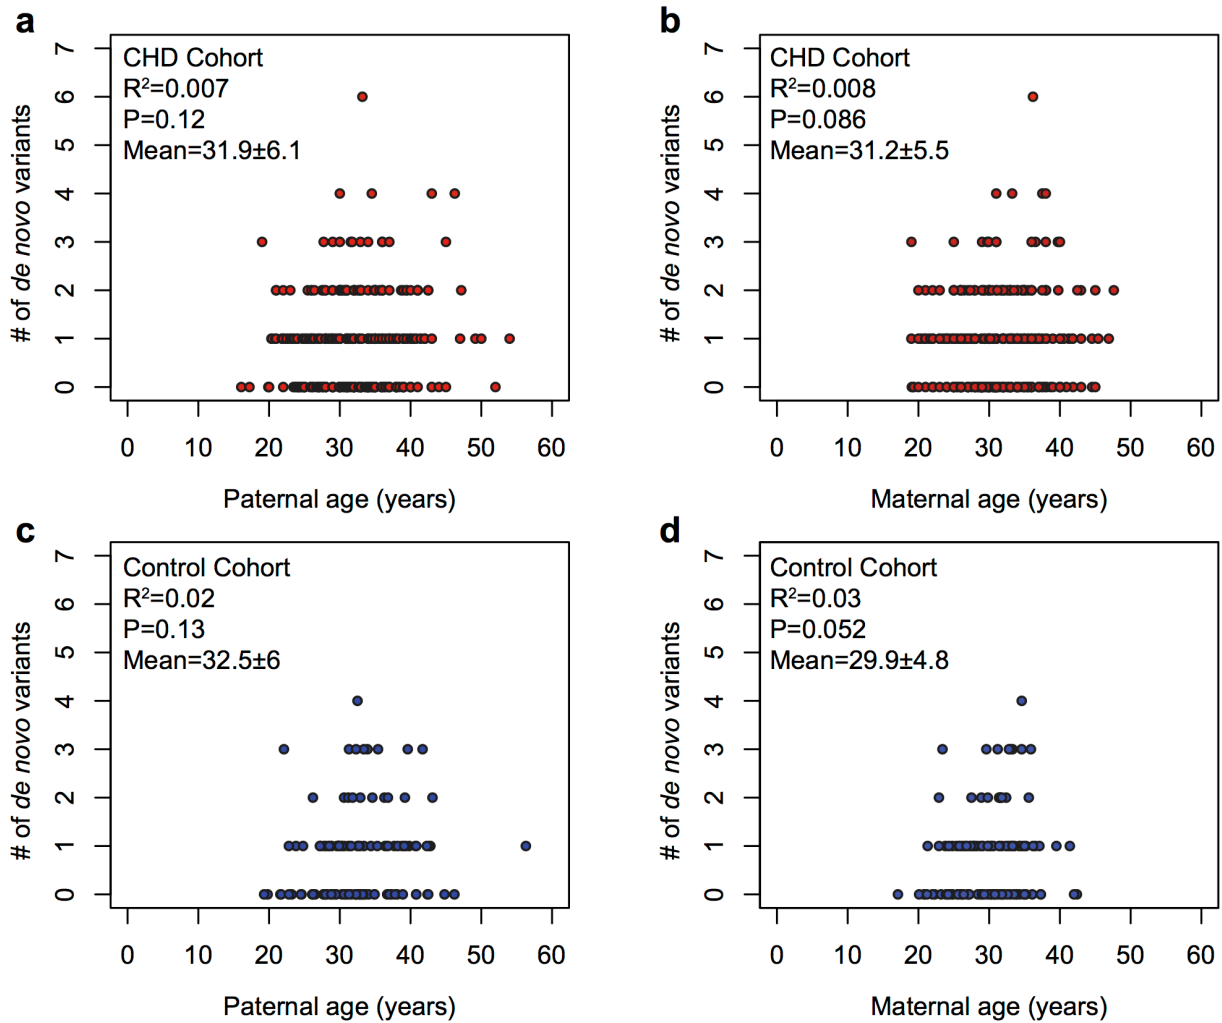 a
CHD Cohort
R²=0.007
P=0.12
Mean=31.9±6.1
# of de novo variants
7
6
5
4
3
2
1
0
0 10 20 30 40 50 60
Paternal age (years)
b
CHD Cohort
R²=0.008
P=0.086
Mean=31.2±5.5
# of de novo variants
7
6
5
4
3
2
1
0
0 10 20 30 40 50 60
Maternal age (years)
c
Control Cohort
R²=0.02
P=0.13
Mean=32.5±6
# of de novo variants
7
6
5
4
3
2
1
0
0 10 20 30 40 50 60
Paternal age (years)
d
Control Cohort
R²=0.03
P=0.052
Mean=29.9±4.8
# of de novo variants
7
6
5
4
3
2
1
0
0 10 20 30 40 50 60
Maternal age (years)